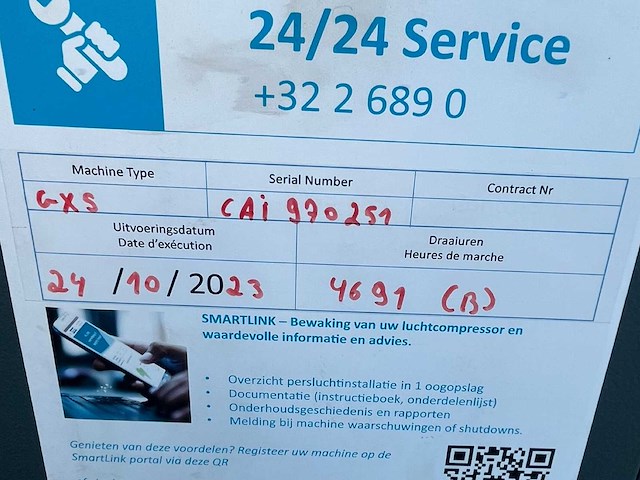 24/24 Service
+32 2 689 0
Machine Type
Serial Number
Contract Nr
GXS
CAi 970251
Uitvoeringsdatum
Date d'exécution
Draaiuren
Heures de marche
24 /10/ 2023
4691 (B)
SMARTLINK – Bewaking van uw luchtcompressor en
waardevolle informatie en advies.
• Overzicht persluchtinstallatie in 1 oogopslag
• Documentatie (instructieboek, onderdelenlijst)
• Onderhoudsgeschiedenis en rapporten
• Melding bij machine waarschuwingen of shutdowns.
Genieten van deze voordelen? Registreer uw machine op de
SmartLink portal via deze QR